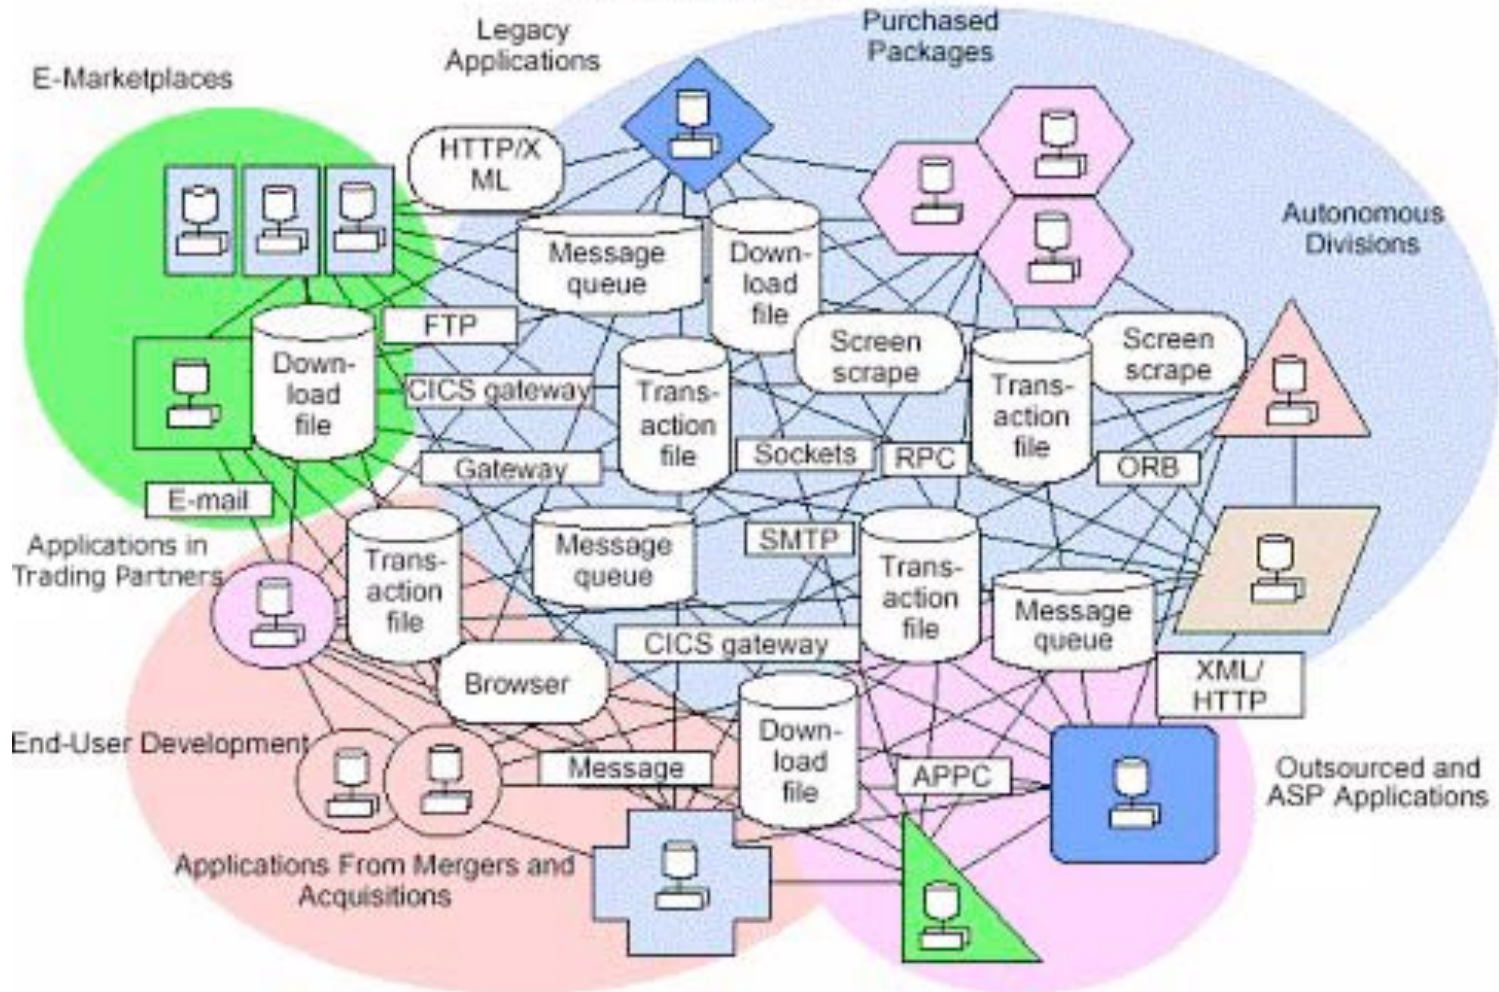 Legacy
Applications
Purchased
Packages
E-Marketplaces
HTTP/X
ML
Autonomous
Divisions
Message
queue
Down-
load
file
FTP
Screen
scrape
Screen
scrape
Down-
load
file
CICS gateway
Trans-
action
file
Trans-
action
file
Gateway
Sockets
RPC
ORB
E-mail
Applications in
Trading Partners
Trans-
action
file
Message
queue
SMTP
Trans-
action
file
Message
queue
CICS gateway
XML/
HTTP
Browser
End-User Development
Message
Down-
load
file
APPC
Outsourced and
ASP Applications
Applications From Mergers and
Acquisitions